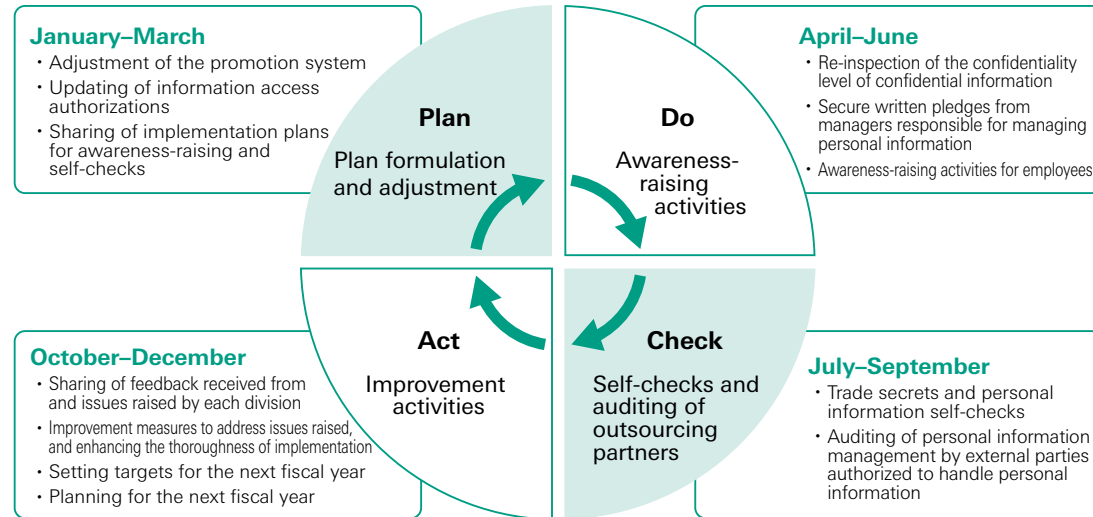 January–March
・Adjustment of the promotion system
・Updating of information access
authorizations
・Sharing of implementation plans
for awareness-raising and
self-checks
Plan
Plan formulation
and adjustment
Do
Awareness-
raising
activities
April–June
・Re-inspection of the confidentiality
level of confidential information
・Secure written pledges from
managers responsible for managing
personal information
・Awareness-raising activities for employees
October–December
・Sharing of feedback received from
and issues raised by each division
・Improvement measures to address issues raised,
and enhancing the thoroughness of implementation
・Setting targets for the next fiscal year
・Planning for the next fiscal year
Act
Improvement
activities
Check
Self-checks and
auditing of
outsourcing
partners
July–September
・Trade secrets and personal
information self-checks
・Auditing of personal information
management by external parties
authorized to handle personal
information